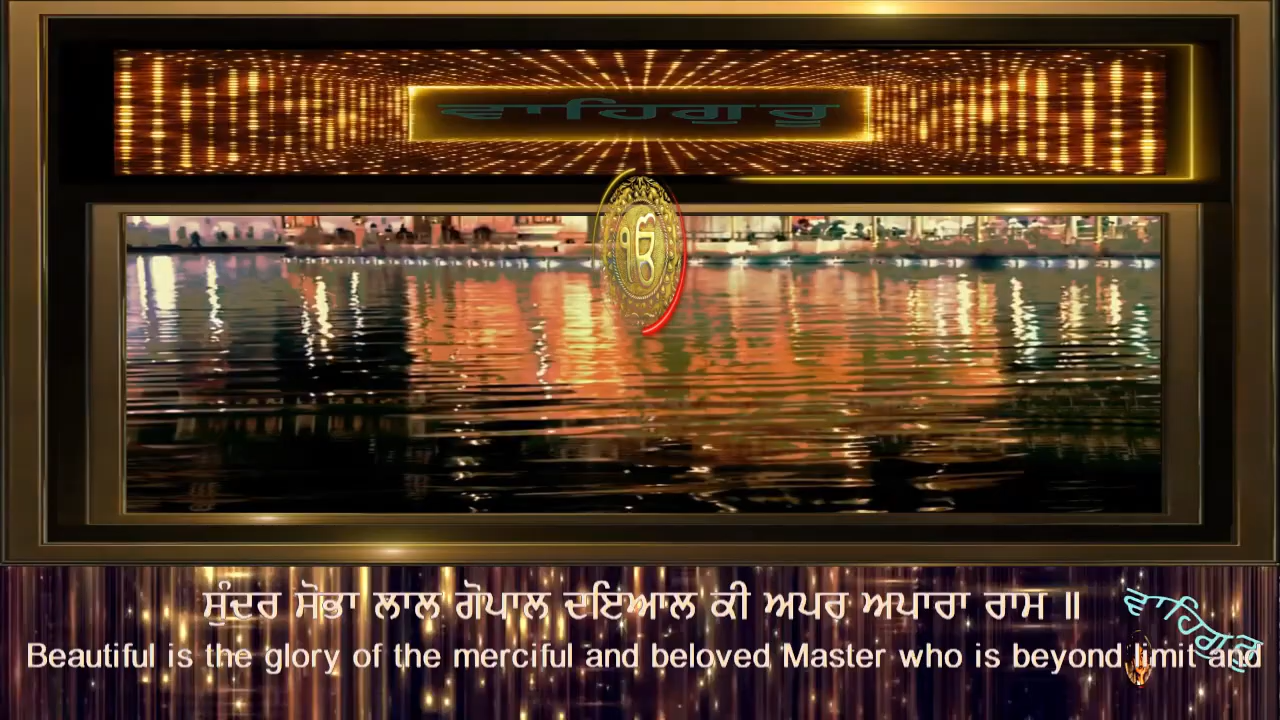 ਵਾਹਿਗੁਰੂ
ੴ
ਸੁੰਦਰ ਸੋਭਾ ਲਾਲ ਗੋਪਾਲ ਦਇਆਲ ਕੀ ਅਪਰ ਅਪਾਰਾ ਰਾਮ ॥
ਵਾਹਿਗੁਰੂ
Beautiful is the glory of the merciful and beloved Master who is beyond limit and